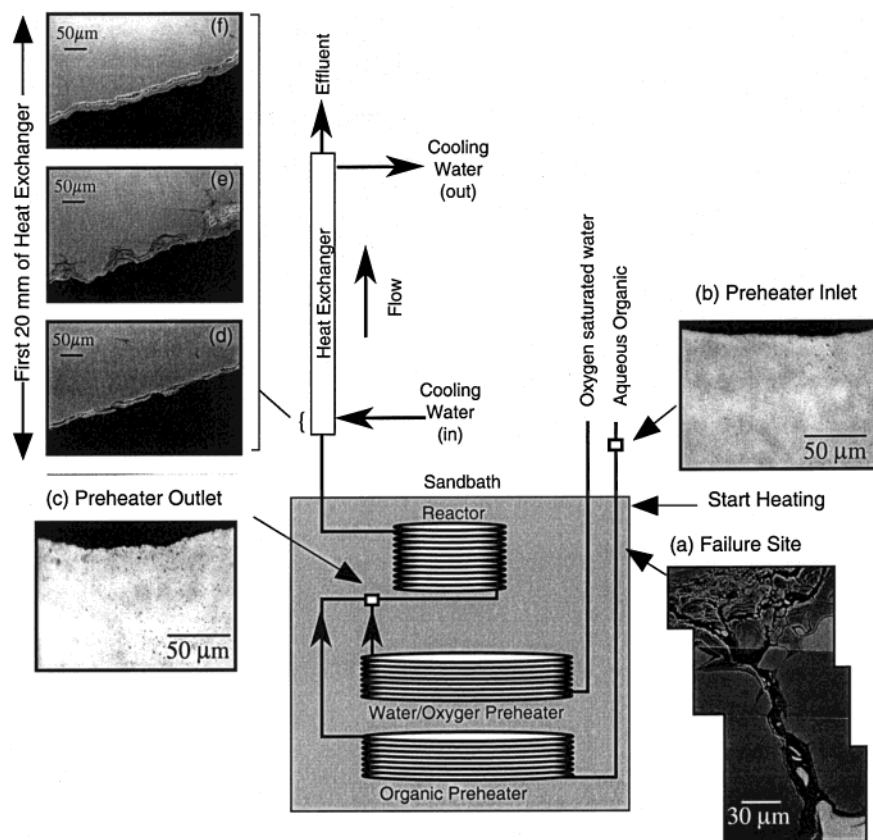 First 20 mm of Heat Exchanger
(f)
50µm
(e)
50µm
(d)
50µm
Effluent
Cooling
Water
(out)
Heat Exchanger
Flow
Cooling
Water
(in)
Oxygen saturated water
Aqueous Organic
(b) Preheater Inlet
50 µm
(c) Preheater Outlet
50 µm
Sandbath
Reactor
Start Heating
(a) Failure Site
30 µm
Water/Oxyger Preheater
Organic Preheater